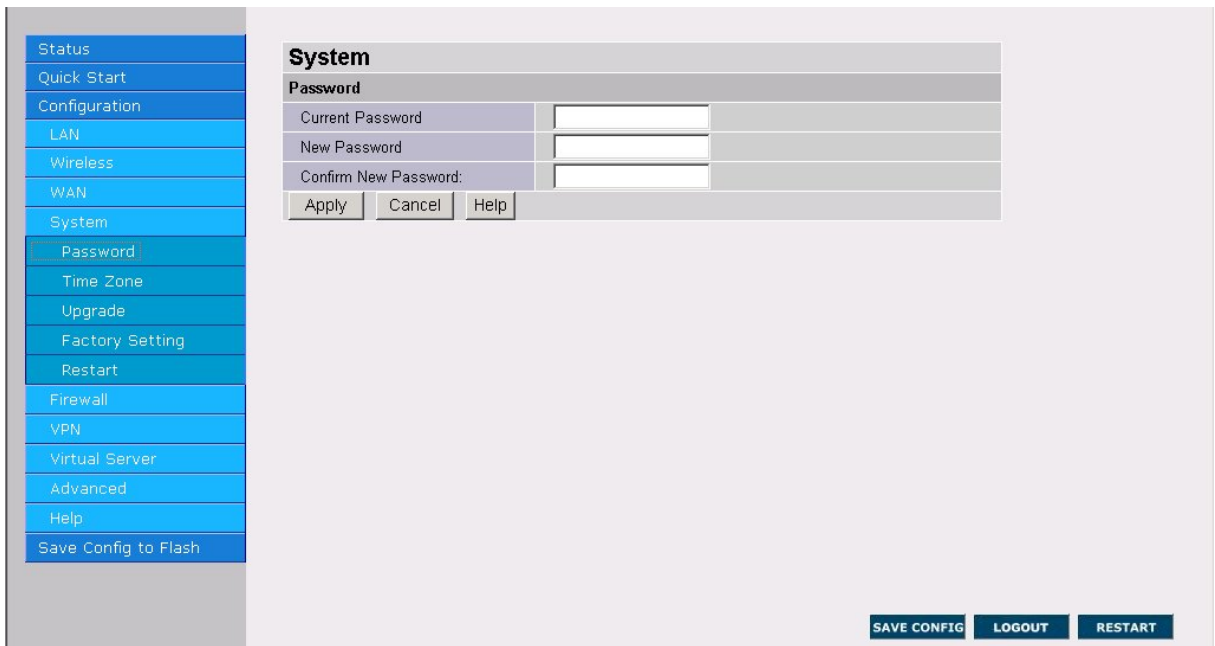 Status
Quick Start
Configuration
LAN
Wireless
WAN
System
Password
Time Zone
Upgrade
Factory Setting
Restart
Firewall
VPN
Virtual Server
Advanced
Help
Save Config to Flash
System
Password
Current Password
New Password
Confirm New Password:
Apply Cancel Help
SAVE CONFIG LOGOUT RESTART